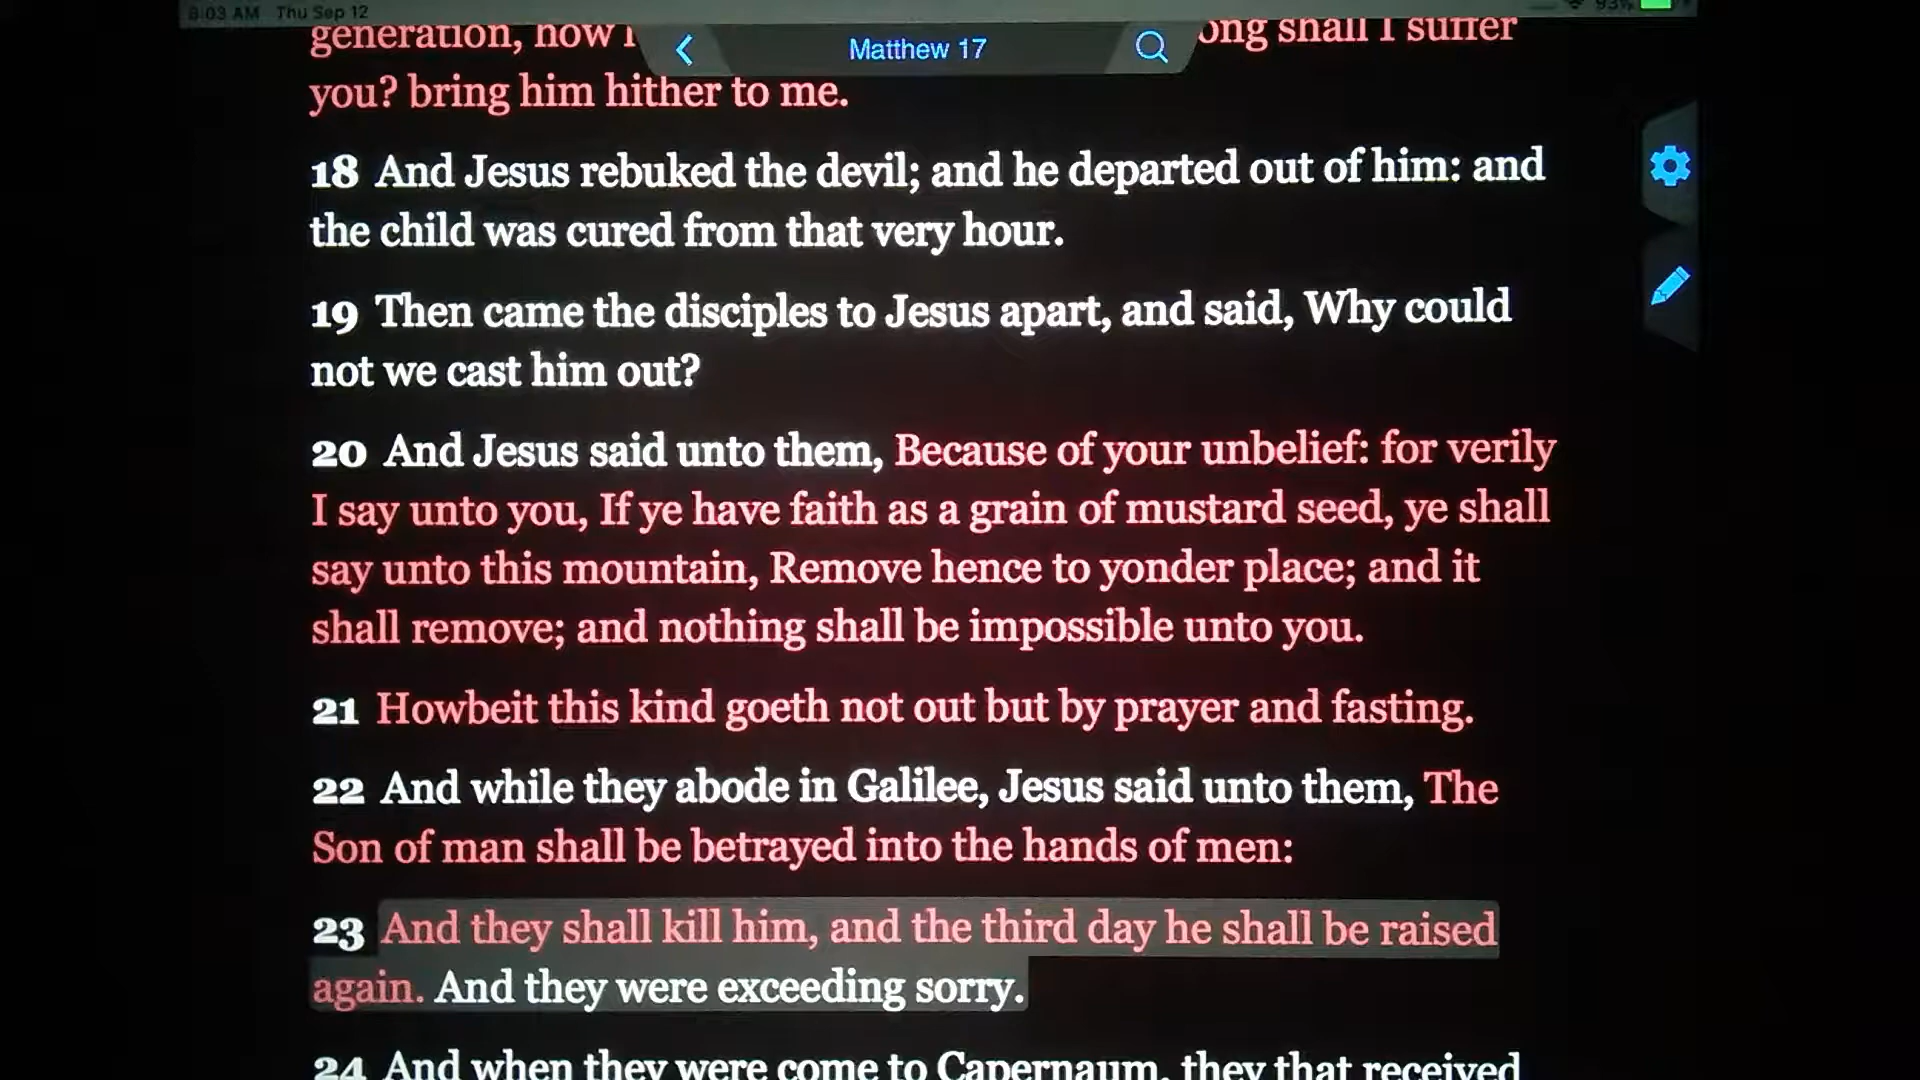 8:03 AM Thu Sep 12 93%
Matthew 17
generation, how l ong shall I suffer
you? bring him hither to me.
18 And Jesus rebuked the devil; and he departed out of him: and
the child was cured from that very hour.
19 Then came the disciples to Jesus apart, and said, Why could
not we cast him out?
20 And Jesus said unto them, Because of your unbelief: for verily
I say unto you, If ye have faith as a grain of mustard seed, ye shall
say unto this mountain, Remove hence to yonder place; and it
shall remove; and nothing shall be impossible unto you.
21 Howbeit this kind goeth not out but by prayer and fasting.
22 And while they abode in Galilee, Jesus said unto them, The
Son of man shall be betrayed into the hands of men:
23 And they shall kill him, and the third day he shall be raised
again. And they were exceeding sorry.
24 And when they were come to Capernaum, they that received